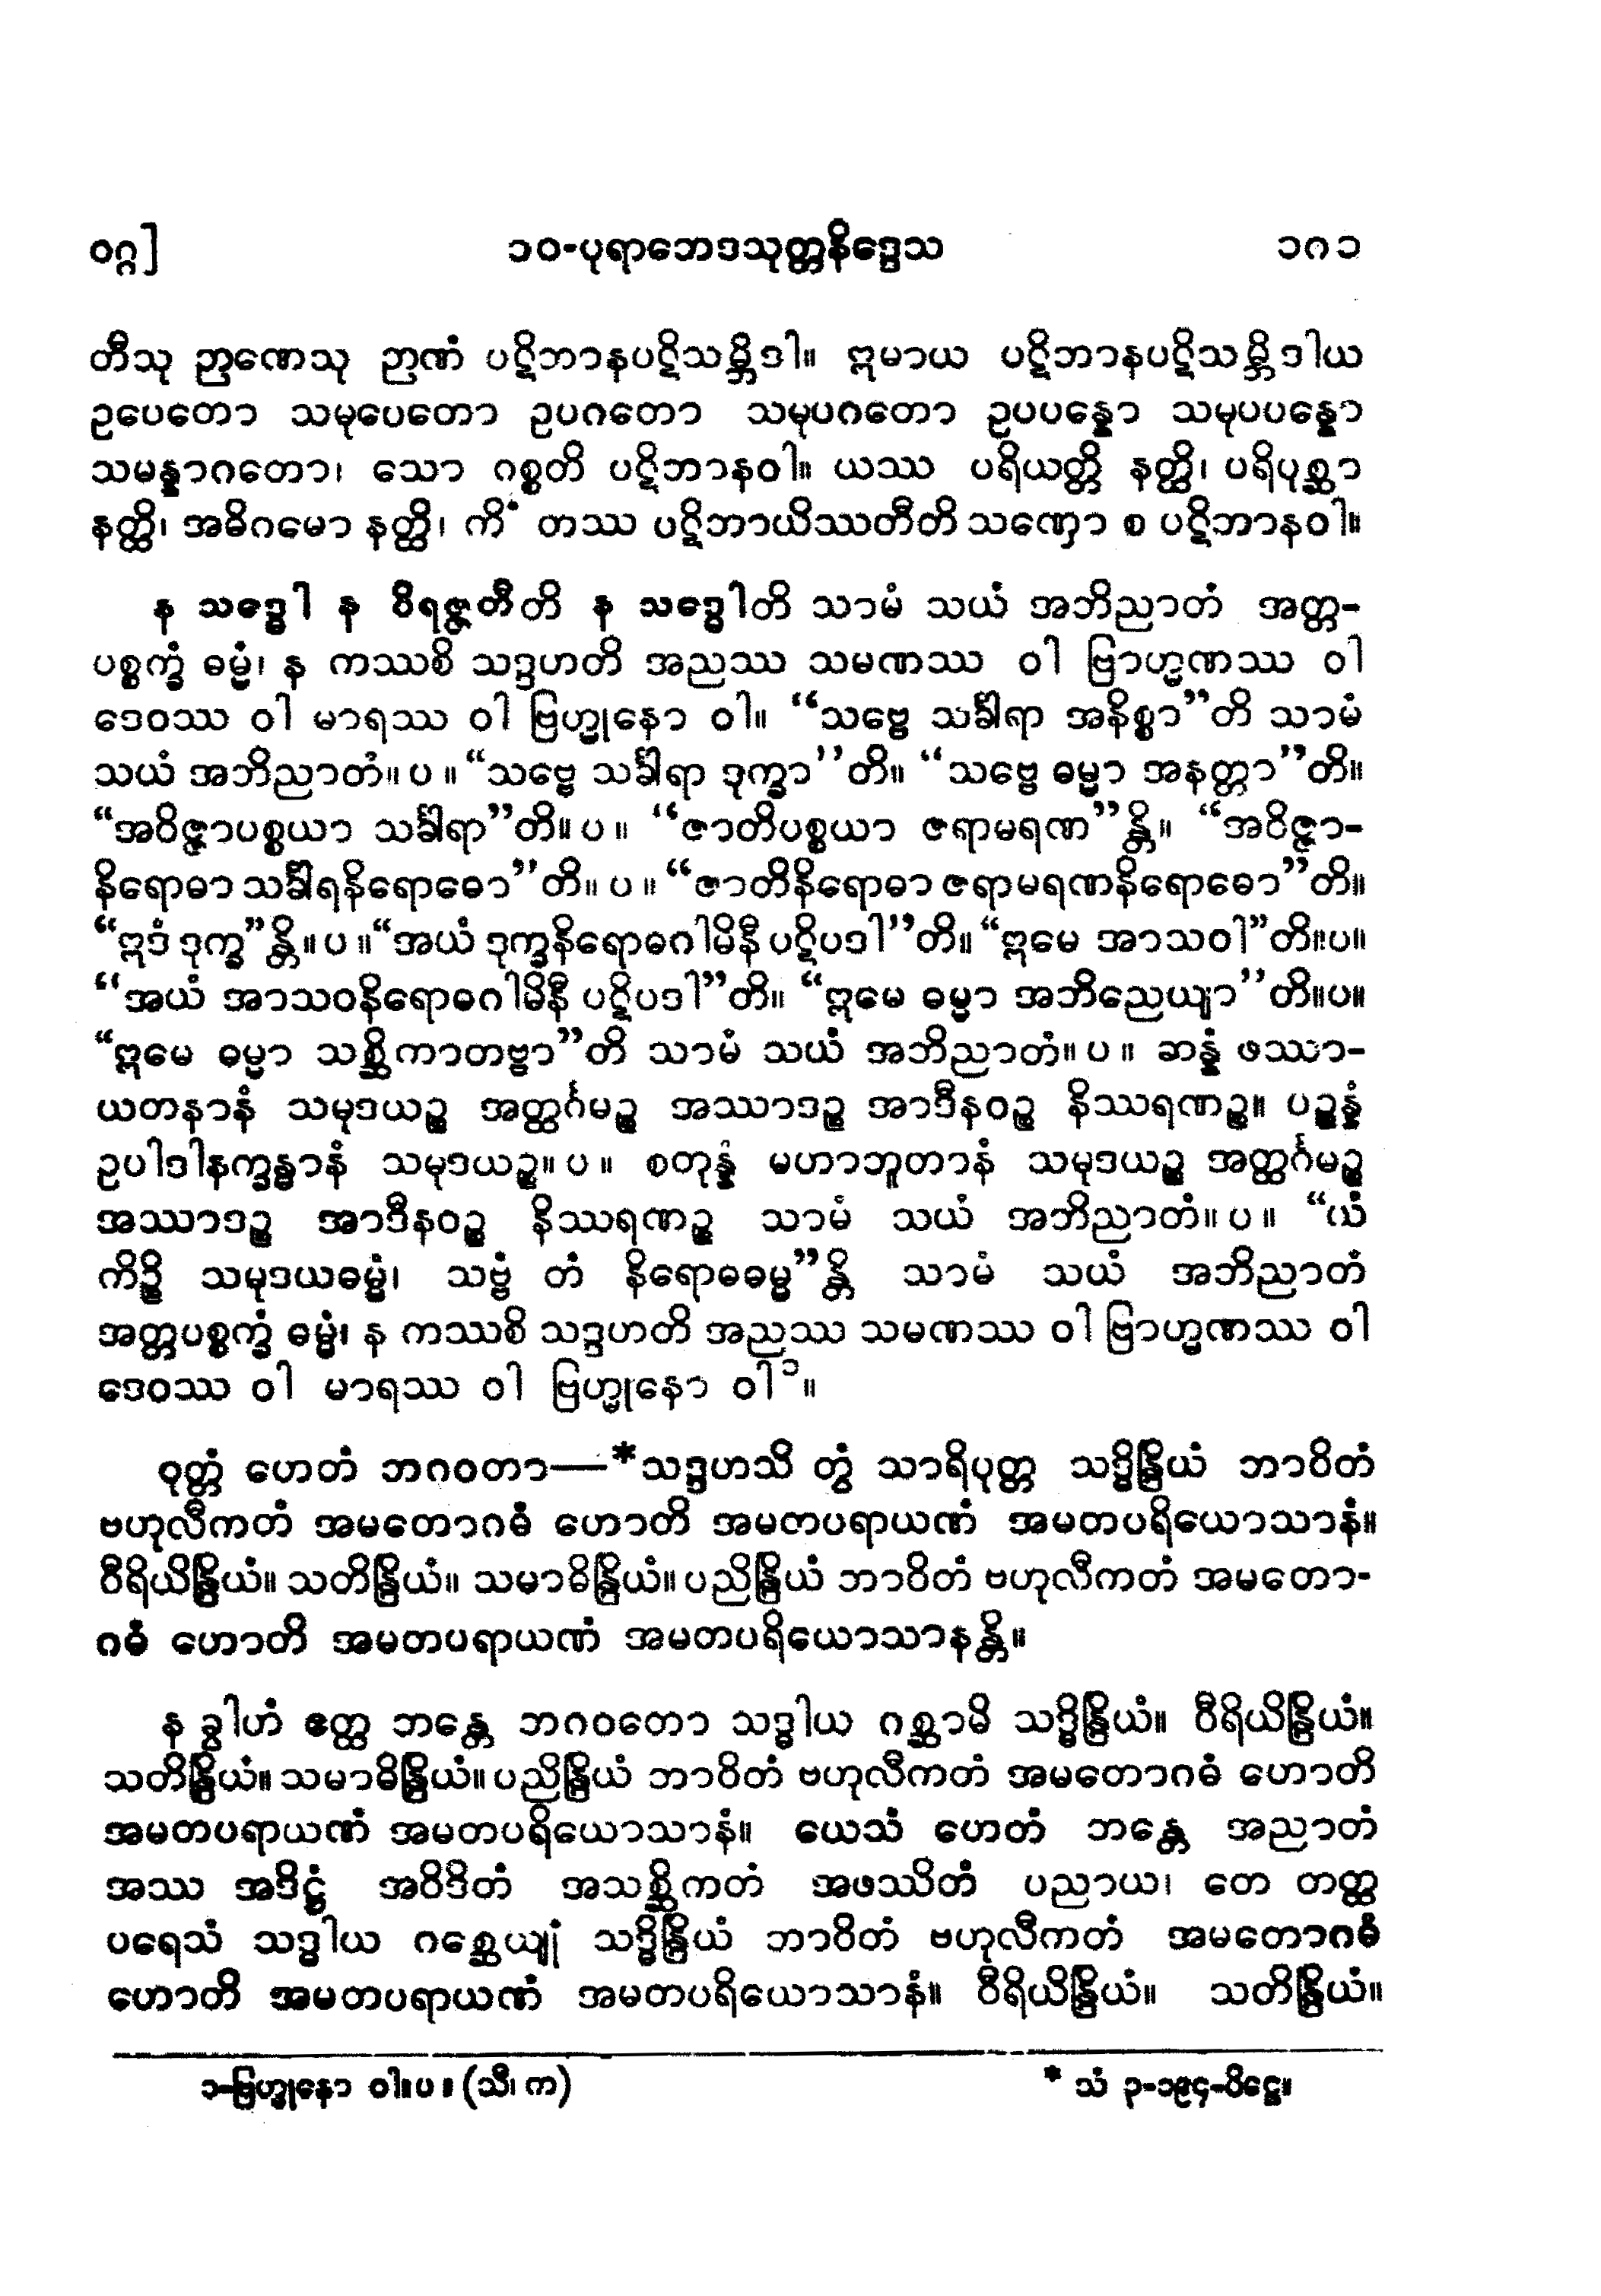 ဝဂ္ဂ]
၁၀-ပုရာဘေဒသုတ္တနိဒ္ဒေသ
၁ဂ၁
တီသု ဉာဏေသု ဉာဏံ ပဋိဘာနပဋိသမ္ဘိဒါ။ ဣမာယ ပဋိဘာနပဋိသမ္ဘိဒါယ
ဥပေတော သမုပေတော ဥပဂတော သမုပဂတော ဥပပန္နော သမုပပန္နော
သမန္နာဂတော၊ သော ဝုစ္စတိ ပဋိဘာနဝါ။ ယဿ ပရိယတ္တိ နတ္ထိ၊ ပရိပုစ္ဆာ
နတ္ထိ၊ အဓိဂမော နတ္ထိ၊ ကိံ တဿ ပဋိဘာယိဿတီတိ သဏှော စ ပဋိဘာနဝါ။
န သဒ္ဓေါ န ဝိရဇ္ဇတီတိ န သဒ္ဓေါတိ သာမံ သယံ အဘိညာတံ အတ္တ-
ပစ္စက္ခံ ဓမ္မံ၊ န ကဿစိ သဒ္ဒဟတိ အညဿ သမဏဿ ဝါ ဗြာဟ္မဏဿ ဝါ
ဒေဝဿ ဝါ မာရဿ ဝါ ဗြဟ္မုနော ဝါ။ “သဗ္ဗေ သင်္ခါရာ အနိစ္စာ”တိ သာမံ
သယံ အဘိညာတံ။ပ။ “သဗ္ဗေ သင်္ခါရာ ဒုက္ခာ”တိ။ “သဗ္ဗေ ဓမ္မာ အနတ္တာ”တိ။
“အဝိဇ္ဇာပစ္စယာ သင်္ခါရာ”တိ။ပ။ “ဇာတိပစ္စယာ ဇရာမရဏ”န္တိ။ “အဝိဇ္ဇာ-
နိရောဓာ သင်္ခါရနိရောဓော”တိ။ပ။ “ဇာတိနိရောဓာ ဇရာမရဏနိရောဓော”တိ။
“ဣဒံ ဒုက္ခ”န္တိ။ပ။ “အယံ ဒုက္ခနိရောဓဂါမိနီ ပဋိပဒါ”တိ။ “ဣမေ အာသဝါ”တိ။ပ။
“အယံ အာသဝနိရောဓဂါမိနီ ပဋိပဒါ”တိ။ “ဣမေ ဓမ္မာ အဘိညေယျာ”တိ။ပ။
“ဣမေ ဓမ္မာ သစ္ဆိကာတဗ္ဗာ”တိ သာမံ သယံ အဘိညာတံ။ပ။ ဆန္နံ ဖဿာ-
ယတနာနံ သမုဒယဉ္စ အတ္ထင်္ဂမဉ္စ အဿာဒဉ္စ အာဒီနဝဉ္စ နိဿရဏဉ္စ။ ပဉ္စန္နံ
ဥပါဒါနက္ခန္ဓာနံ သမုဒယဉ္စ။ပ။ စတုန္နံ မဟာဘူတာနံ သမုဒယဉ္စ အတ္ထင်္ဂမဉ္စ
အဿာဒဉ္စ အာဒီနဝဉ္စ နိဿရဏဉ္စ သာမံ သယံ အဘိညာတံ။ပ။ “ယံ
ကိဉ္စိ သမုဒယဓမ္မံ၊ သဗ္ဗံ တံ နိရောဓဓမ္မ”န္တိ သာမံ သယံ အဘိညာတံ
အတ္တပစ္စက္ခံ ဓမ္မံ၊ န ကဿစိ သဒ္ဒဟတိ အညဿ သမဏဿ ဝါ ဗြာဟ္မဏဿ ဝါ
ဒေဝဿ ဝါ မာရဿ ဝါ ဗြဟ္မုနော ဝါ၁။
ဝုတ္တံ ဟေတံ ဘဂဝတာ—*သဒ္ဒဟသိ တွံ သာရိပုတ္တ သဒ္ဓိန္ဒြိယံ ဘာဝိတံ
ဗဟုလီကတံ အမတောဂဓံ ဟောတိ အမတပရာယဏံ အမတပရိယောသာနံ။
ဝီရိယိန္ဒြိယံ။ သတိန္ဒြိယံ။ သမာဓိန္ဒြိယံ။ ပညိန္ဒြိယံ ဘာဝိတံ ဗဟုလီကတံ အမတော-
ဂဓံ ဟောတိ အမတပရာယဏံ အမတပရိယောသာနန္တိ။
န ခွါဟံ ဧတ္ထ ဘန္တေ ဘဂဝတော သဒ္ဓါယ ဂစ္ဆာမိ သဒ္ဓိန္ဒြိယံ။ ဝီရိယိန္ဒြိယံ။
သတိန္ဒြိယံ။ သမာဓိန္ဒြိယံ။ ပညိန္ဒြိယံ ဘာဝိတံ ဗဟုလီကတံ အမတောဂဓံ ဟောတိ
အမတပရာယဏံ အမတပရိယောသာနံ။ ယေသံ ဟေတံ ဘန္တေ အညာတံ
အဿ အဒိဋ္ဌံ အဝိဒိတံ အသစ္ဆိကတံ အဖဿိတံ ပညာယ၊ တေ တတ္ထ
ပရေသံ သဒ္ဓါယ ဂစ္ဆေယျုံ သဒ္ဓိန္ဒြိယံ ဘာဝိတံ ဗဟုလီကတံ အမတောဂဓံ
ဟောတိ အမတပရာယဏံ အမတပရိယောသာနံ။ ဝီရိယိန္ဒြိယံ။ သတိန္ဒြိယံ။
၁-ဗြဟ္မုနော ဝါ။ပ။ (သီ၊ က)
* သံ ၃-၁၉၄-ပိဋ္ဌေ။